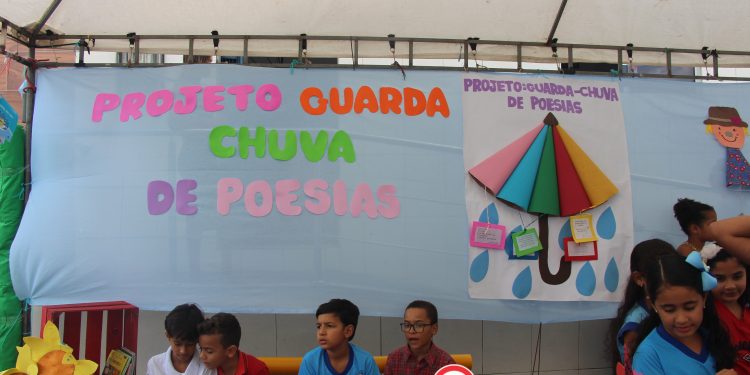 PROJETO GUARDA
CHUVA
DE POESIAS
PROJETO:GUARDA-CHUVA
DE POESIAS